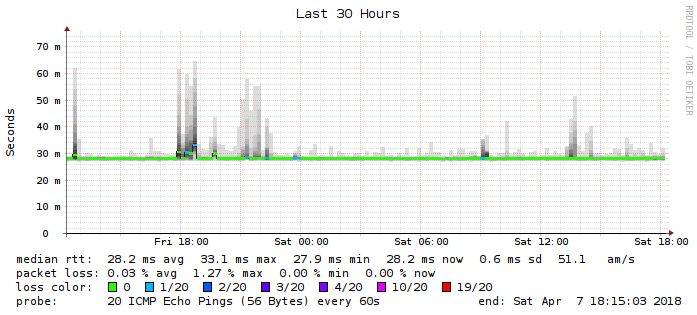 Last 30 Hours
RRDTOOL / TOBI OETIKER
Seconds
70 m
60 m
50 m
40 m
30 m
20 m
10 m
0
Fri 18:00 Sat 00:00 Sat 06:00 Sat 12:00 Sat 18:00
median rtt: 28.2 ms avg 33.1 ms max 27.9 ms min 28.2 ms now 0.6 ms sd 51.1 am/s
packet loss: 0.03 % avg 1.27 % max 0.00 % min 0.00 % now
loss color: 0 1/20 2/20 3/20 4/20 10/20 19/20
probe: 20 ICMP Echo Pings (56 Bytes) every 60s end: Sat Apr 7 18:15:03 2018